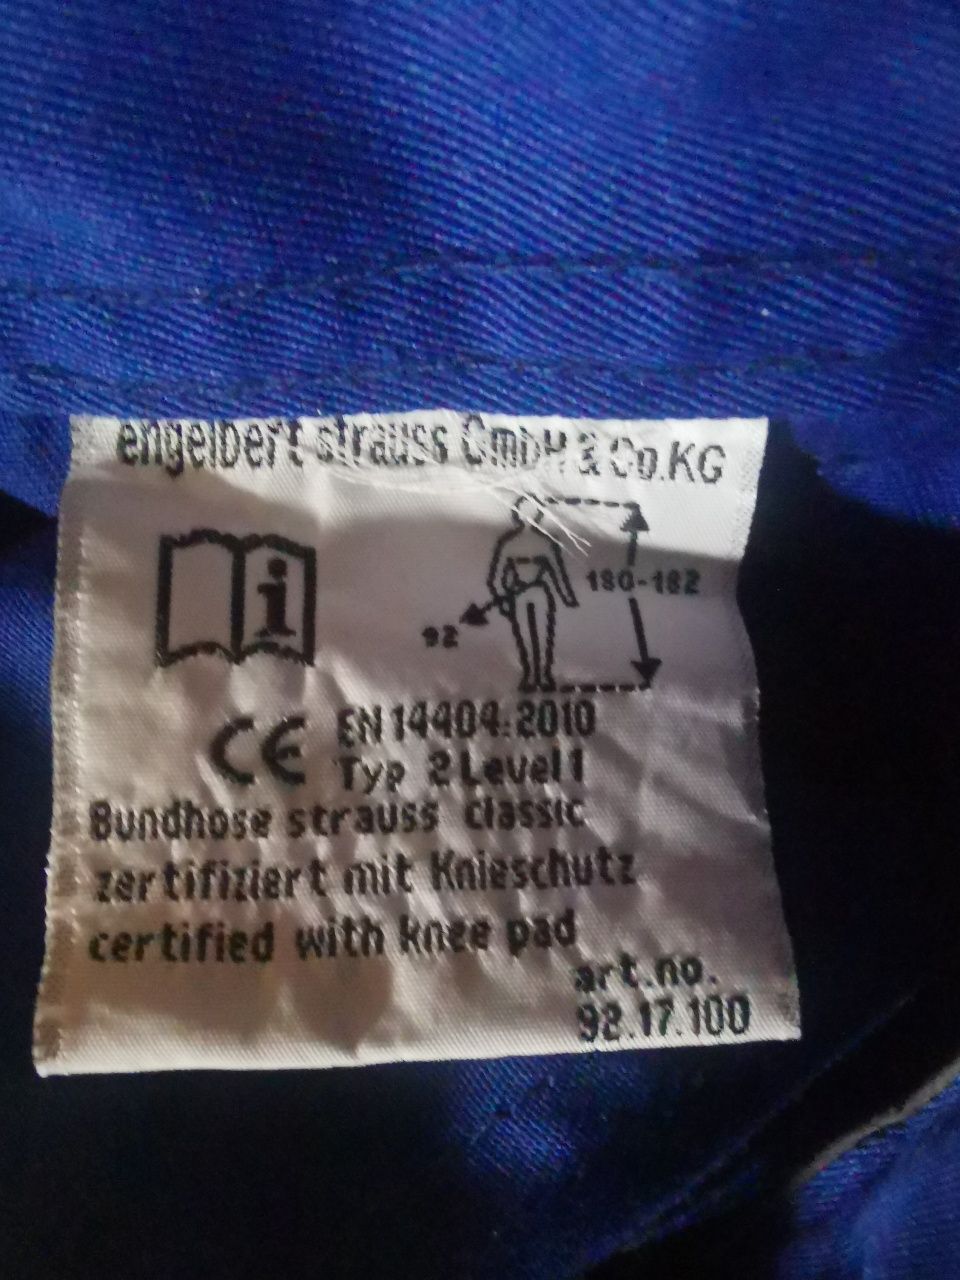 engelbert strauss GmbH & Co.KG
180-182
92
CE
EN 14404:2010
Typ 2 Level 1
Bundhose strauss classic
zertifiziert mit Knieschutz
certified with knee pad
art.no.
92.17.100